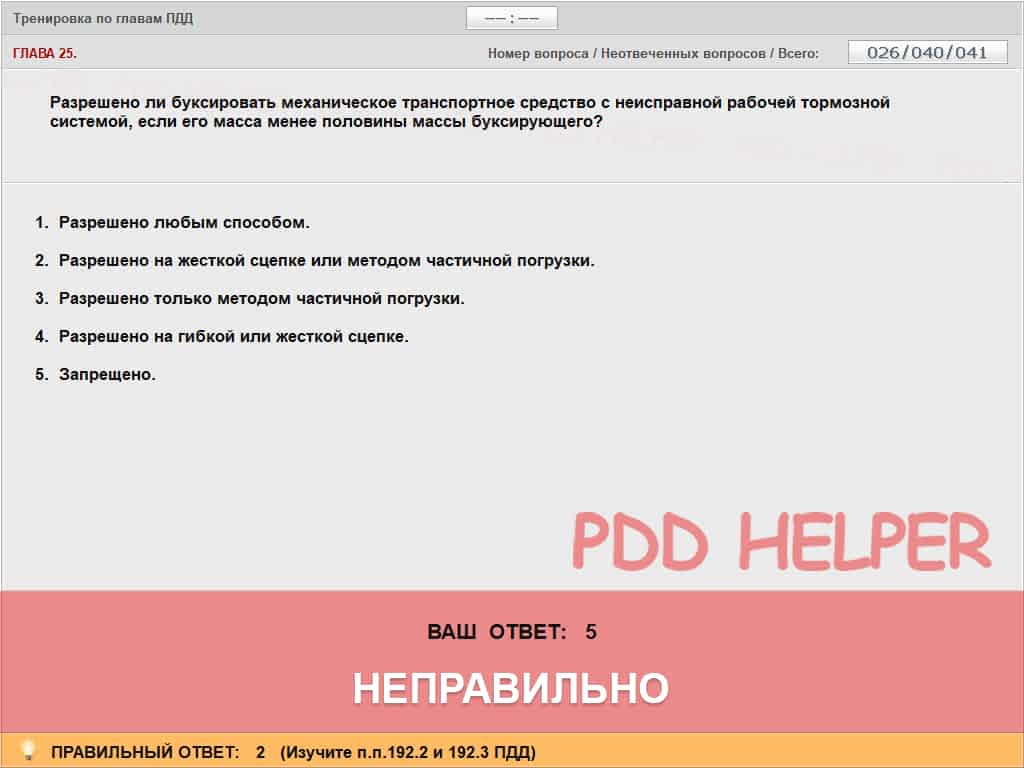 Тренировка по главам ПДД
–– : ––
ГЛАВА 25.
Номер вопроса / Неотвеченных вопросов / Всего:
026/040/041
Разрешено ли буксировать механическое транспортное средство с неисправной рабочей тормозной
системой, если его масса менее половины массы буксирующего?
1. Разрешено любым способом.
2. Разрешено на жесткой сцепке или методом частичной погрузки.
3. Разрешено только методом частичной погрузки.
4. Разрешено на гибкой или жесткой сцепке.
5. Запрещено.
PDD HELPER
ВАШ ОТВЕТ: 5
НЕПРАВИЛЬНО
ПРАВИЛЬНЫЙ ОТВЕТ: 2 (Изучите п.п.192.2 и 192.3 ПДД)